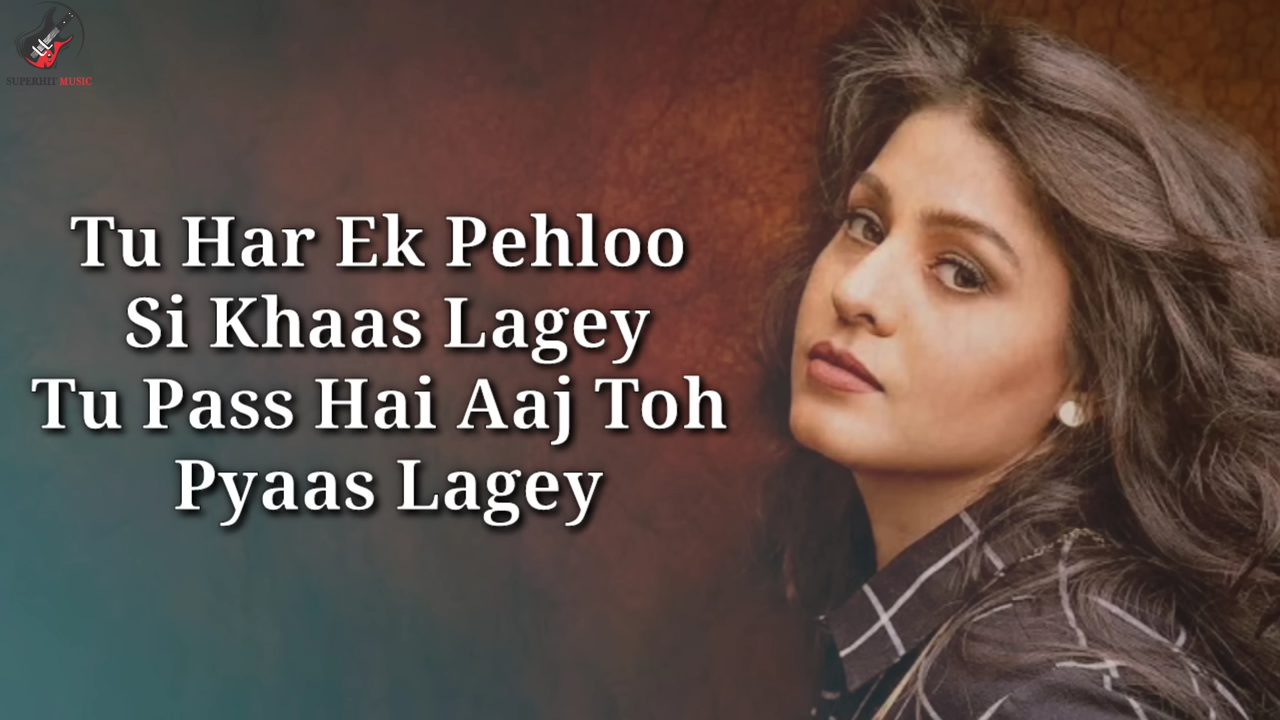 SUPERHIT MUSIC
Tu Har Ek Pehloo
Si Khaas Lagey
Tu Pass Hai Aaj Toh
Pyaas Lagey